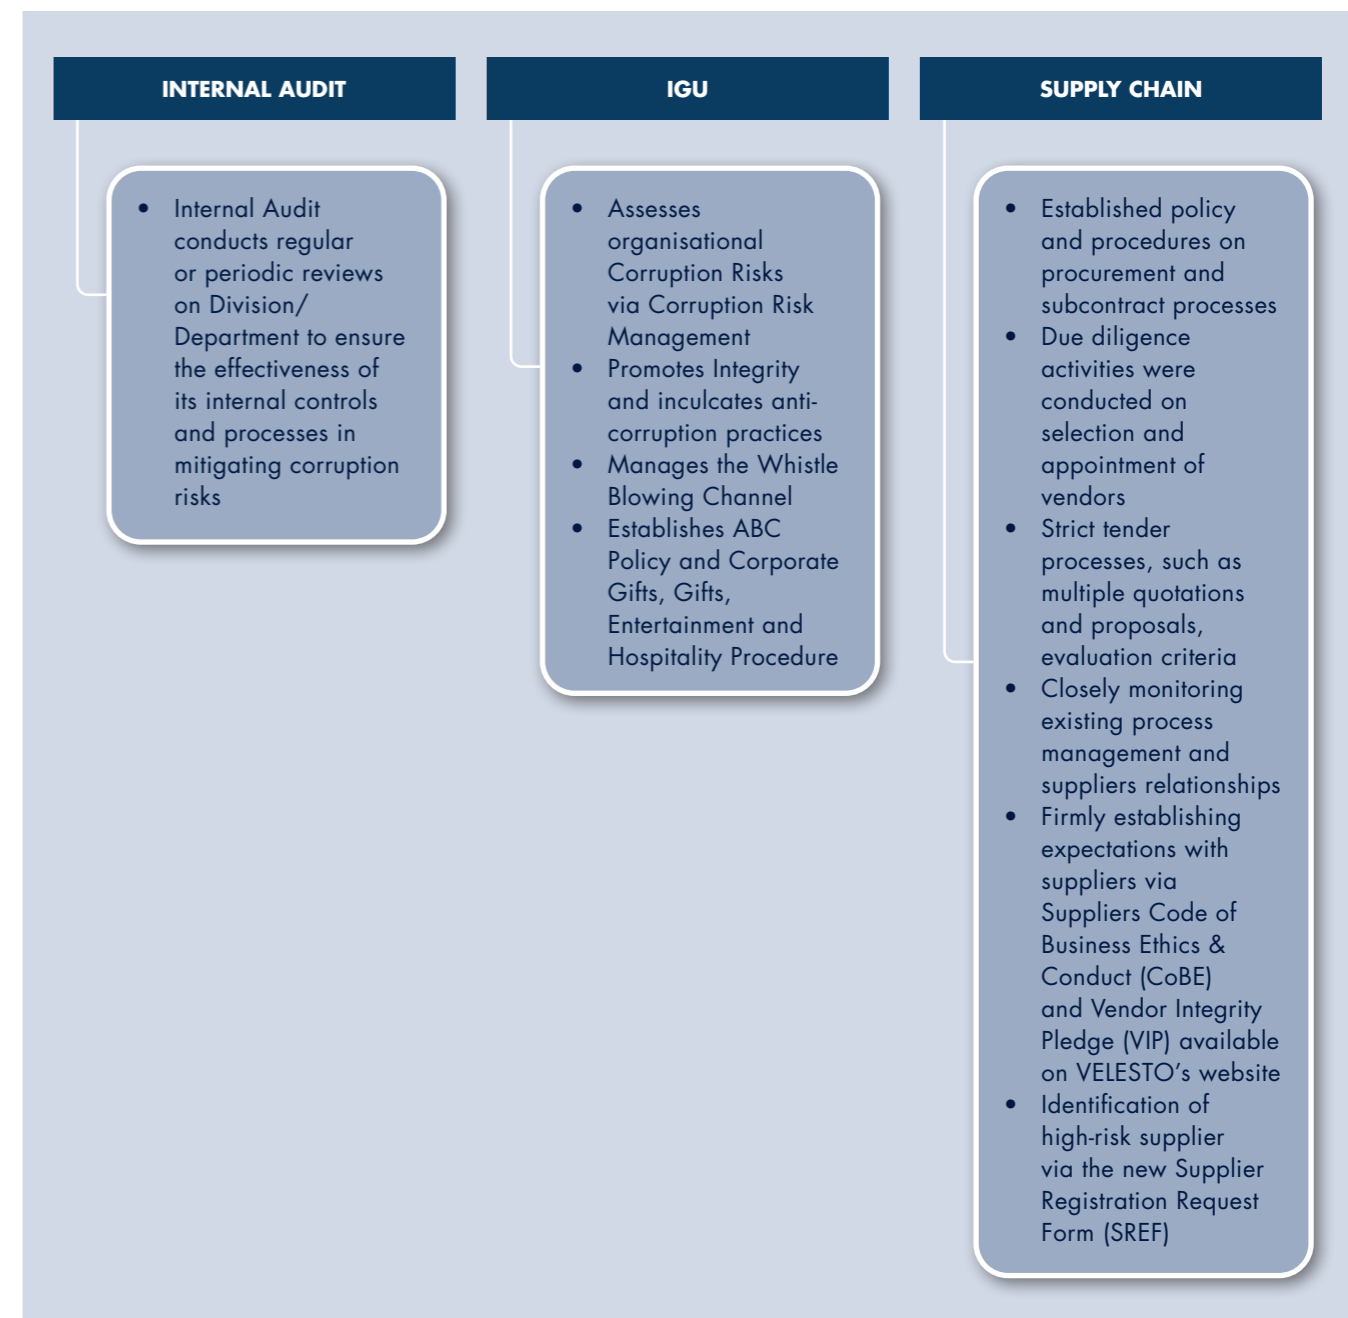 INTERNAL AUDIT
• Internal Audit
conducts regular
or periodic reviews
on Division/
Department to ensure
the effectiveness of
its internal controls
and processes in
mitigating corruption
risks
IGU
• Assesses
organisational
Corruption Risks
via Corruption Risk
Management
• Promotes Integrity
and inculcates anti-
corruption practices
• Manages the Whistle
Blowing Channel
• Establishes ABC
Policy and Corporate
Gifts, Gifts,
Entertainment and
Hospitality Procedure
SUPPLY CHAIN
• Established policy
and procedures on
procurement and
subcontract processes
• Due diligence
activities were
conducted on
selection and
appointment of
vendors
• Strict tender
processes, such as
multiple quotations
and proposals,
evaluation criteria
• Closely monitoring
existing process
management and
suppliers relationships
• Firmly establishing
expectations with
suppliers via
Suppliers Code of
Business Ethics &
Conduct (CoBE)
and Vendor Integrity
Pledge (VIP) available
on VELESTO's website
• Identification of
high-risk supplier
via the new Supplier
Registration Request
Form (SREF)